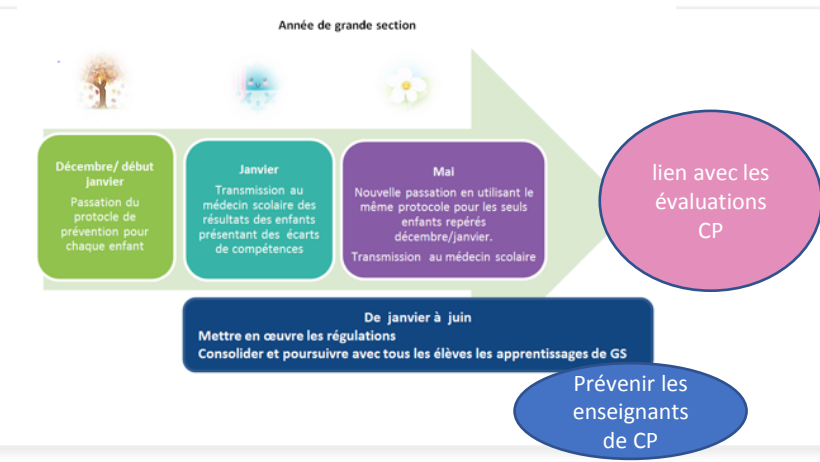 Année de grande section
Décembre/ début
janvier
Passation du
protocle de
prévention pour
chaque enfant
Janvier
Transmission au
médecin scolaire des
résultats des enfants
présentant des écarts
de compétences
Mai
Nouvelle passation en utilisant le
même protocole pour les seuls
enfants repérés
décembre/janvier.
Transmission au médecin scolaire
lien avec les
évaluations
CP
De janvier à juin
Mettre en œuvre les régulations
Consolider et poursuivre avec tous les élèves les apprentissages de GS
Prévenir les
enseignants
de CP